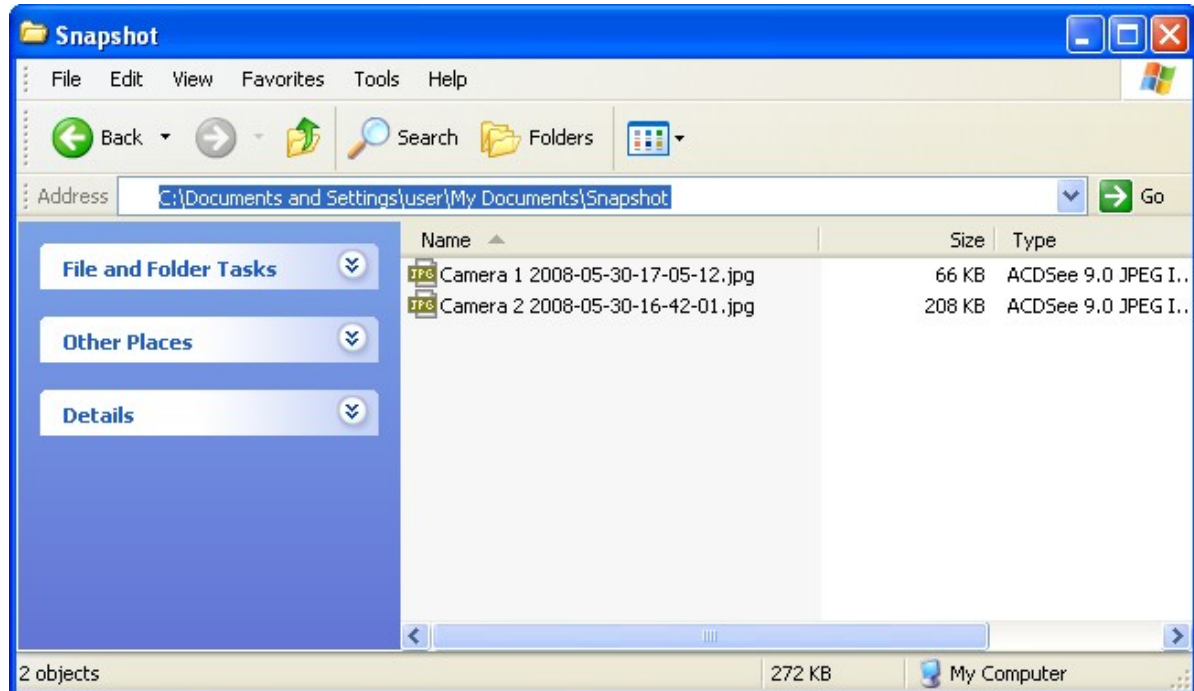 Snapshot
File Edit View Favorites Tools Help
Back Search Folders
Address C:\Documents and Settings\user\My Documents\Snapshot Go
Name Size Type
File and Folder Tasks
JPG Camera 1 2008-05-30-17-05-12.jpg 66 KB ACDSee 9.0 JPEG I...
JPG Camera 2 2008-05-30-16-42-01.jpg 208 KB ACDSee 9.0 JPEG I...
Other Places
Details
2 objects 272 KB My Computer